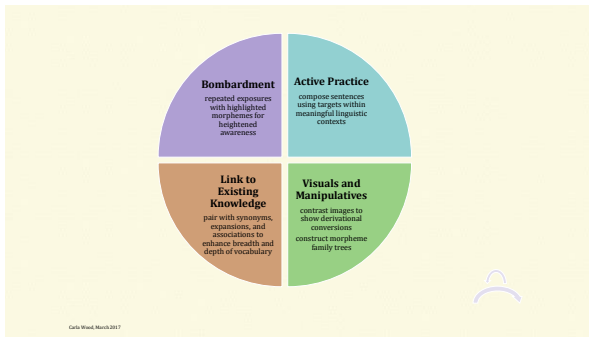 Bombardment
repeated exposures
with highlighted
morphemes for
heightened
awareness
Active Practice
compose sentences
using targets within
meaningful linguistic
contexts
Link to
Existing
Knowledge
pair with synonyms,
expansions, and
associations to
enhance breadth and
depth of vocabulary
Visuals and
Manipulatives
contrast images to
show derivational
conversions
construct morpheme
family trees
Carla Wood, March 2017